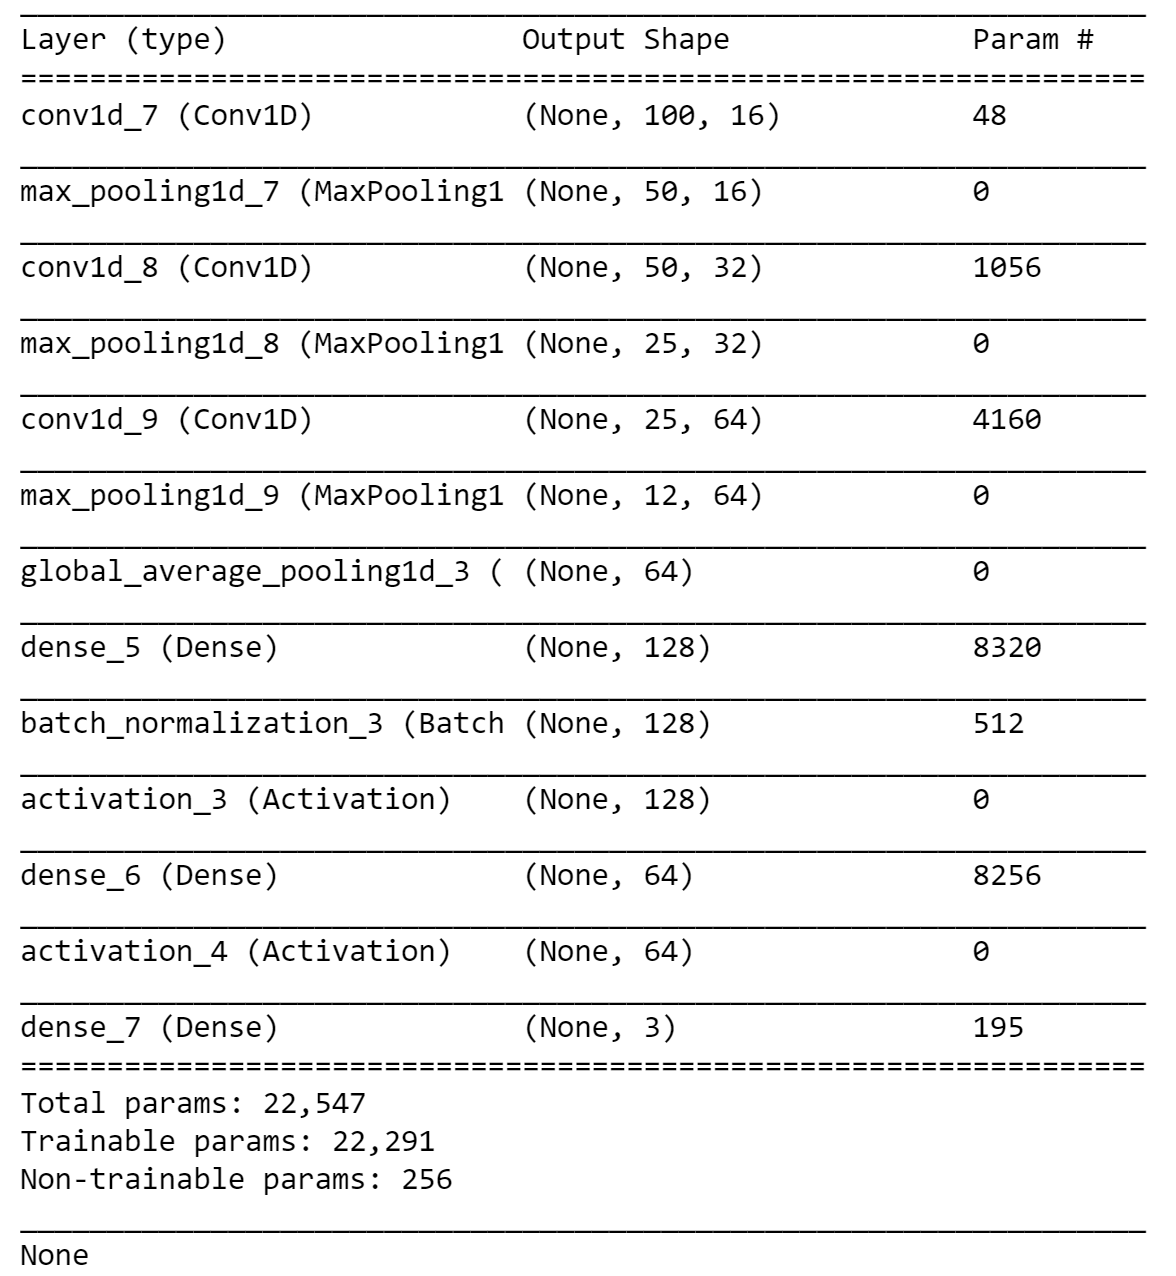 Layer (type) Output Shape Param #
=================================================================
conv1d_7 (Conv1D) (None, 100, 16) 48
max_pooling1d_7 (MaxPooling1 (None, 50, 16) 0
conv1d_8 (Conv1D) (None, 50, 32) 1056
max_pooling1d_8 (MaxPooling1 (None, 25, 32) 0
conv1d_9 (Conv1D) (None, 25, 64) 4160
max_pooling1d_9 (MaxPooling1 (None, 12, 64) 0
global_average_pooling1d_3 ( (None, 64) 0
dense_5 (Dense) (None, 128) 8320
batch_normalization_3 (Batch (None, 128) 512
activation_3 (Activation) (None, 128) 0
dense_6 (Dense) (None, 64) 8256
activation_4 (Activation) (None, 64) 0
dense_7 (Dense) (None, 3) 195
=================================================================
Total params: 22,547
Trainable params: 22,291
Non-trainable params: 256
None